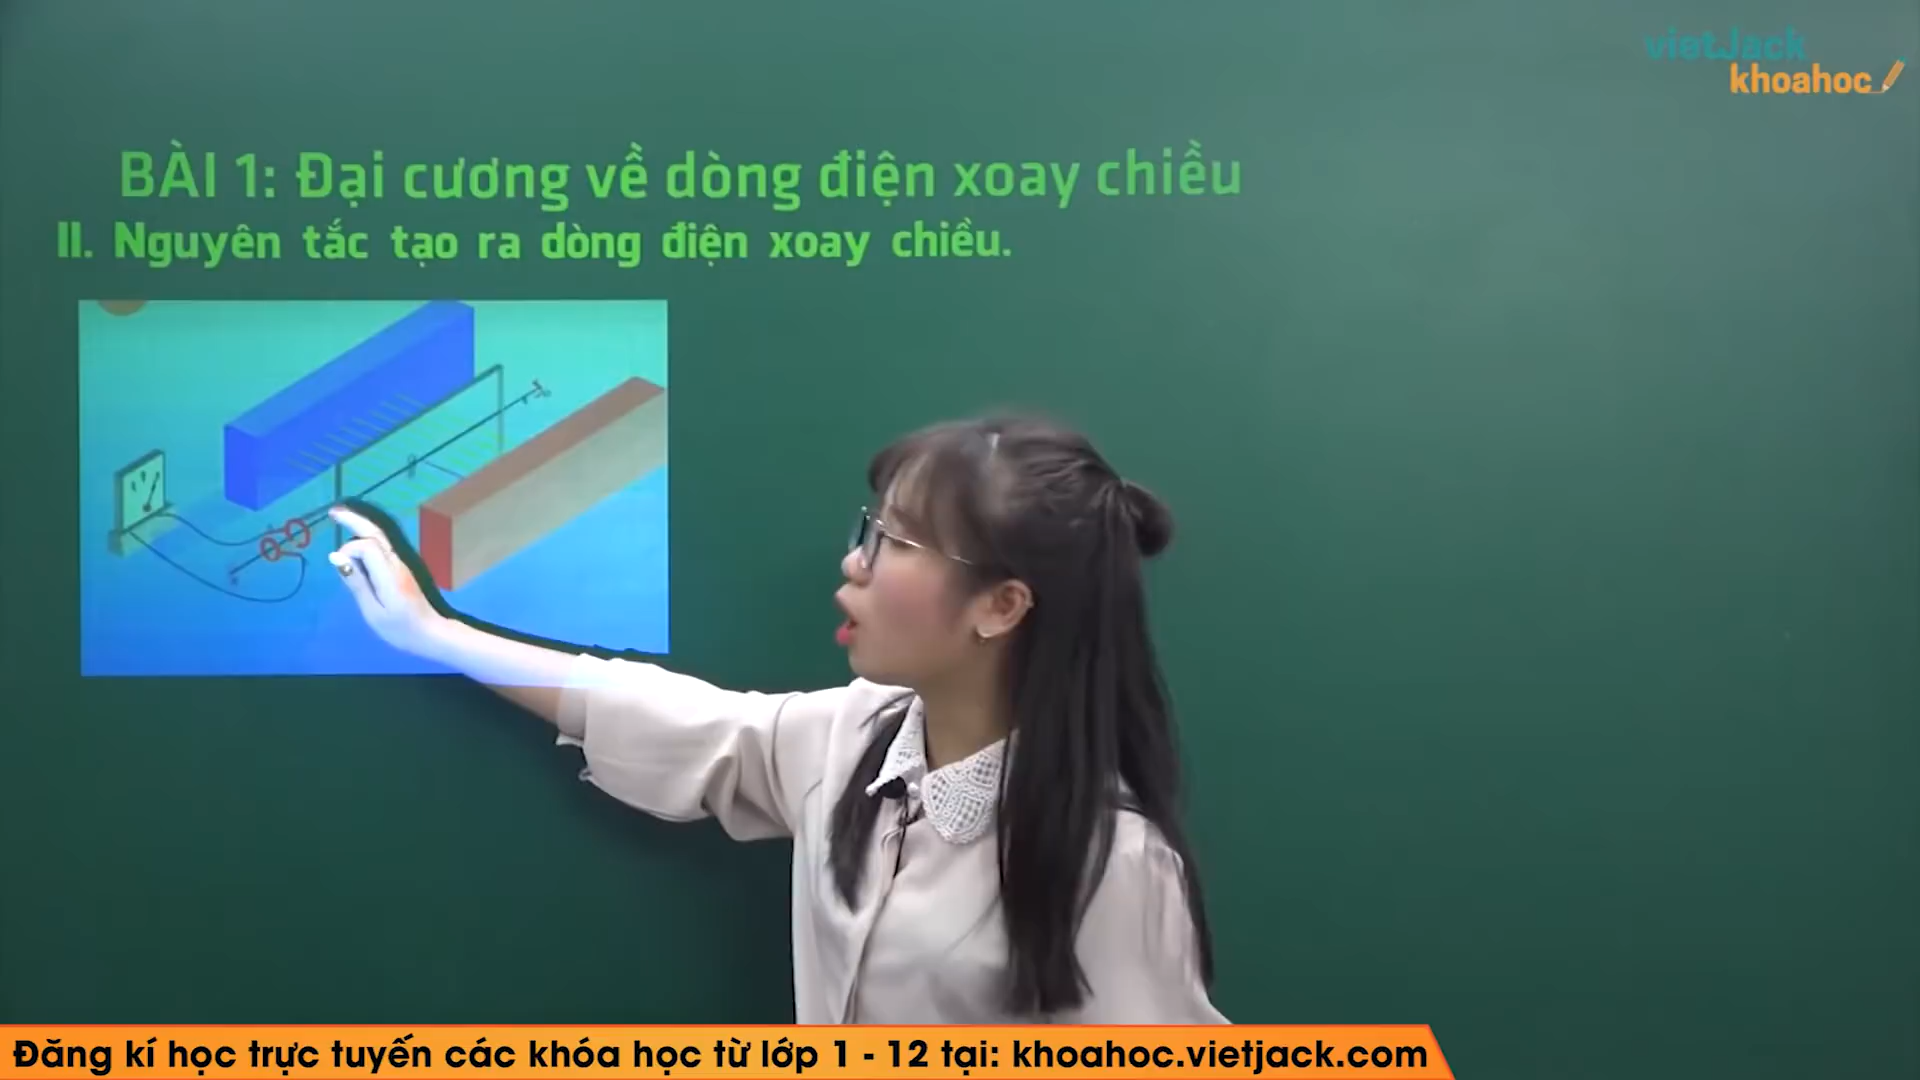 vietJack
khoahoc
BÀI 1: Đại cương về dòng điện xoay chiều
II. Nguyên tắc tạo ra dòng điện xoay chiều.
Đăng kí học trực tuyến các khóa học từ lớp 1 - 12 tại: khoahoc.vietjack.com